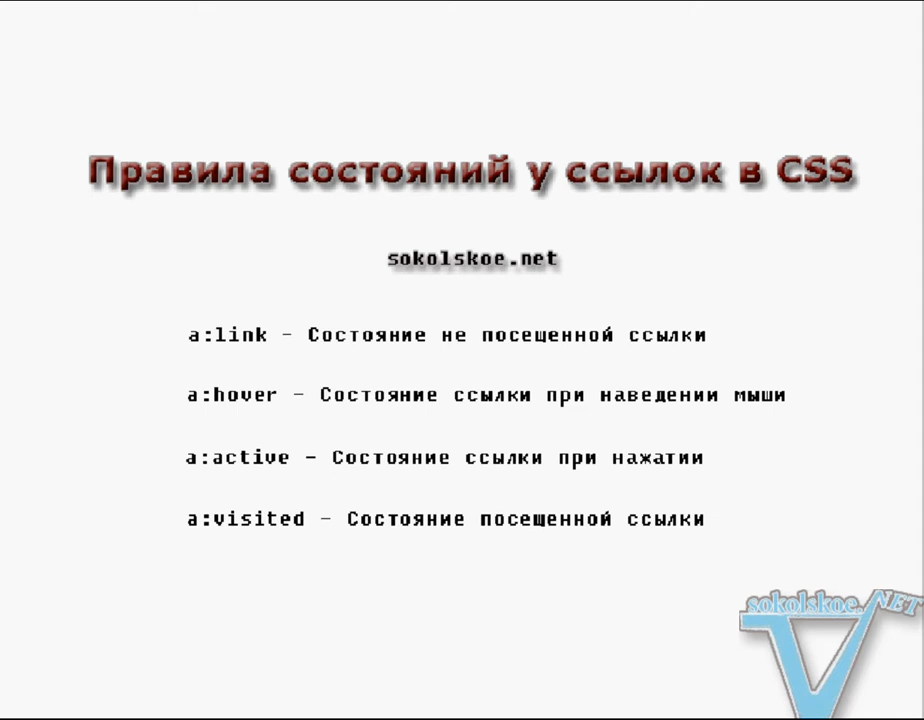 Правила состояний у ссылок в CSS
sokolskoe.net
a:link - Состояние не посещенной ссылки
a:hover - Состояние ссылки при наведении мыши
a:active - Состояние ссылки при нажатии
a:visited - Состояние посещенной ссылки
sokolskoe.NET